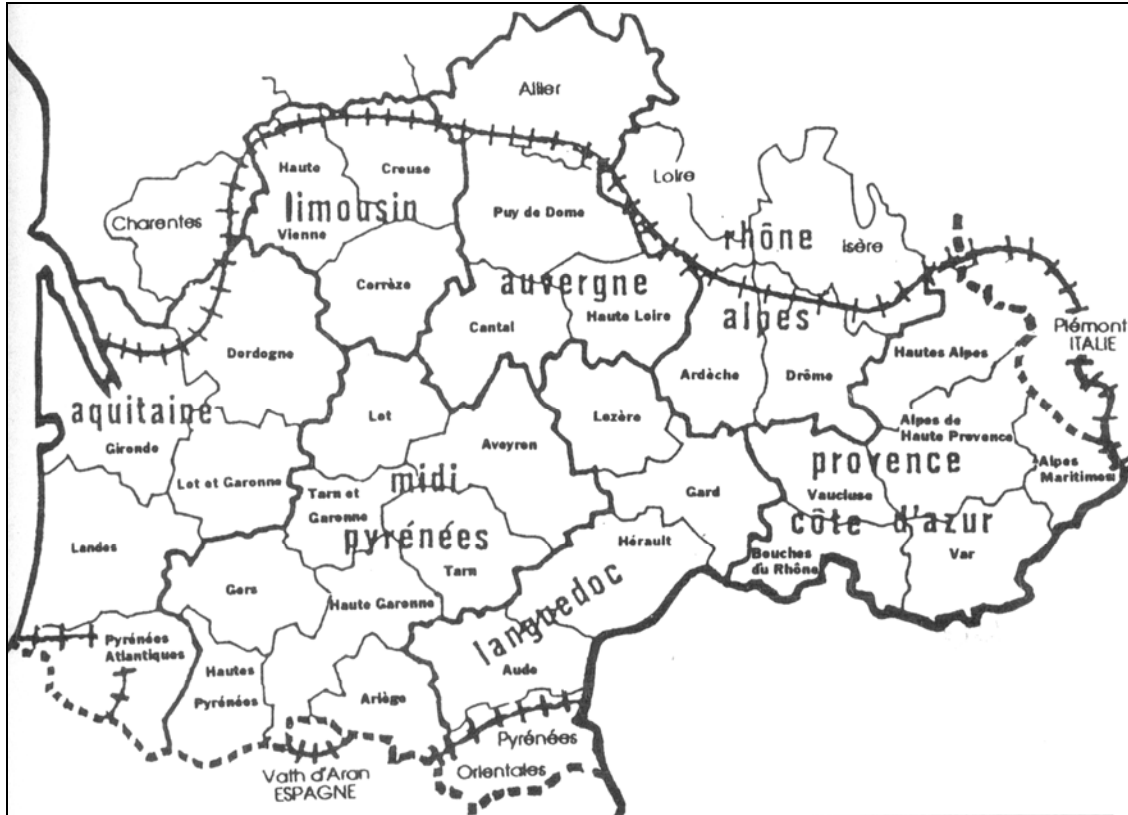 Allier
Haute
Creuse
Loire
limousin
Puy de Dome
Charentes
Vienne
rhône
isère
Corrèze
auvergne
Cantal
Haute Loire
alpes
Piémont
ITALIE
Dordogne
Hautes Alpes
Ardèche
Drôme
aquitaine
Lot
Lozère
Alpes de
Haute Provence
Gironde
Aveyron
provence
Alpes
Maritimes
Lot et Garonne
midi
Tarn et
Garonne
Gard
Vaucluse
côte d'azur
pyrénées
Landes
Hérault
Bouches
du Rhône
Var
Tarn
Gers
Haute Garonne
languedoc
Pyrénées
Atlantiques
Hautes
Pyrénées
Ariège
Aude
Pyrénées
Orientales
Vath d'Aran
ESPAGNE